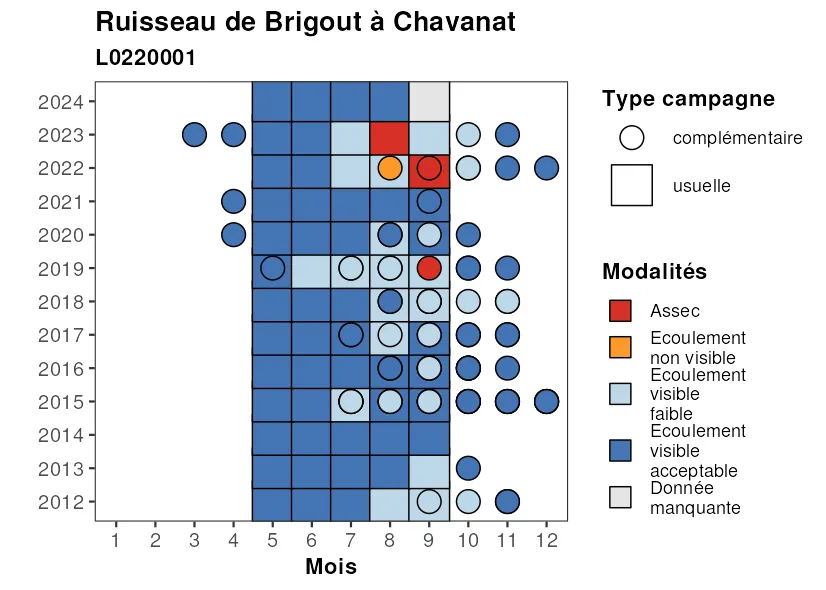 Ruisseau de Brigout à Chavanat
L0220001
2024
2023
2022
2021
2020
2019
2018
2017
2016
2015
2014
2013
2012
1 2 3 4 5 6 7 8 9 10 11 12
Mois
Type campagne
complémentaire
usuelle
Modalités
Assec
Ecoulement
non visible
Ecoulement
visible
faible
Ecoulement
visible
acceptable
Donnée
manquante